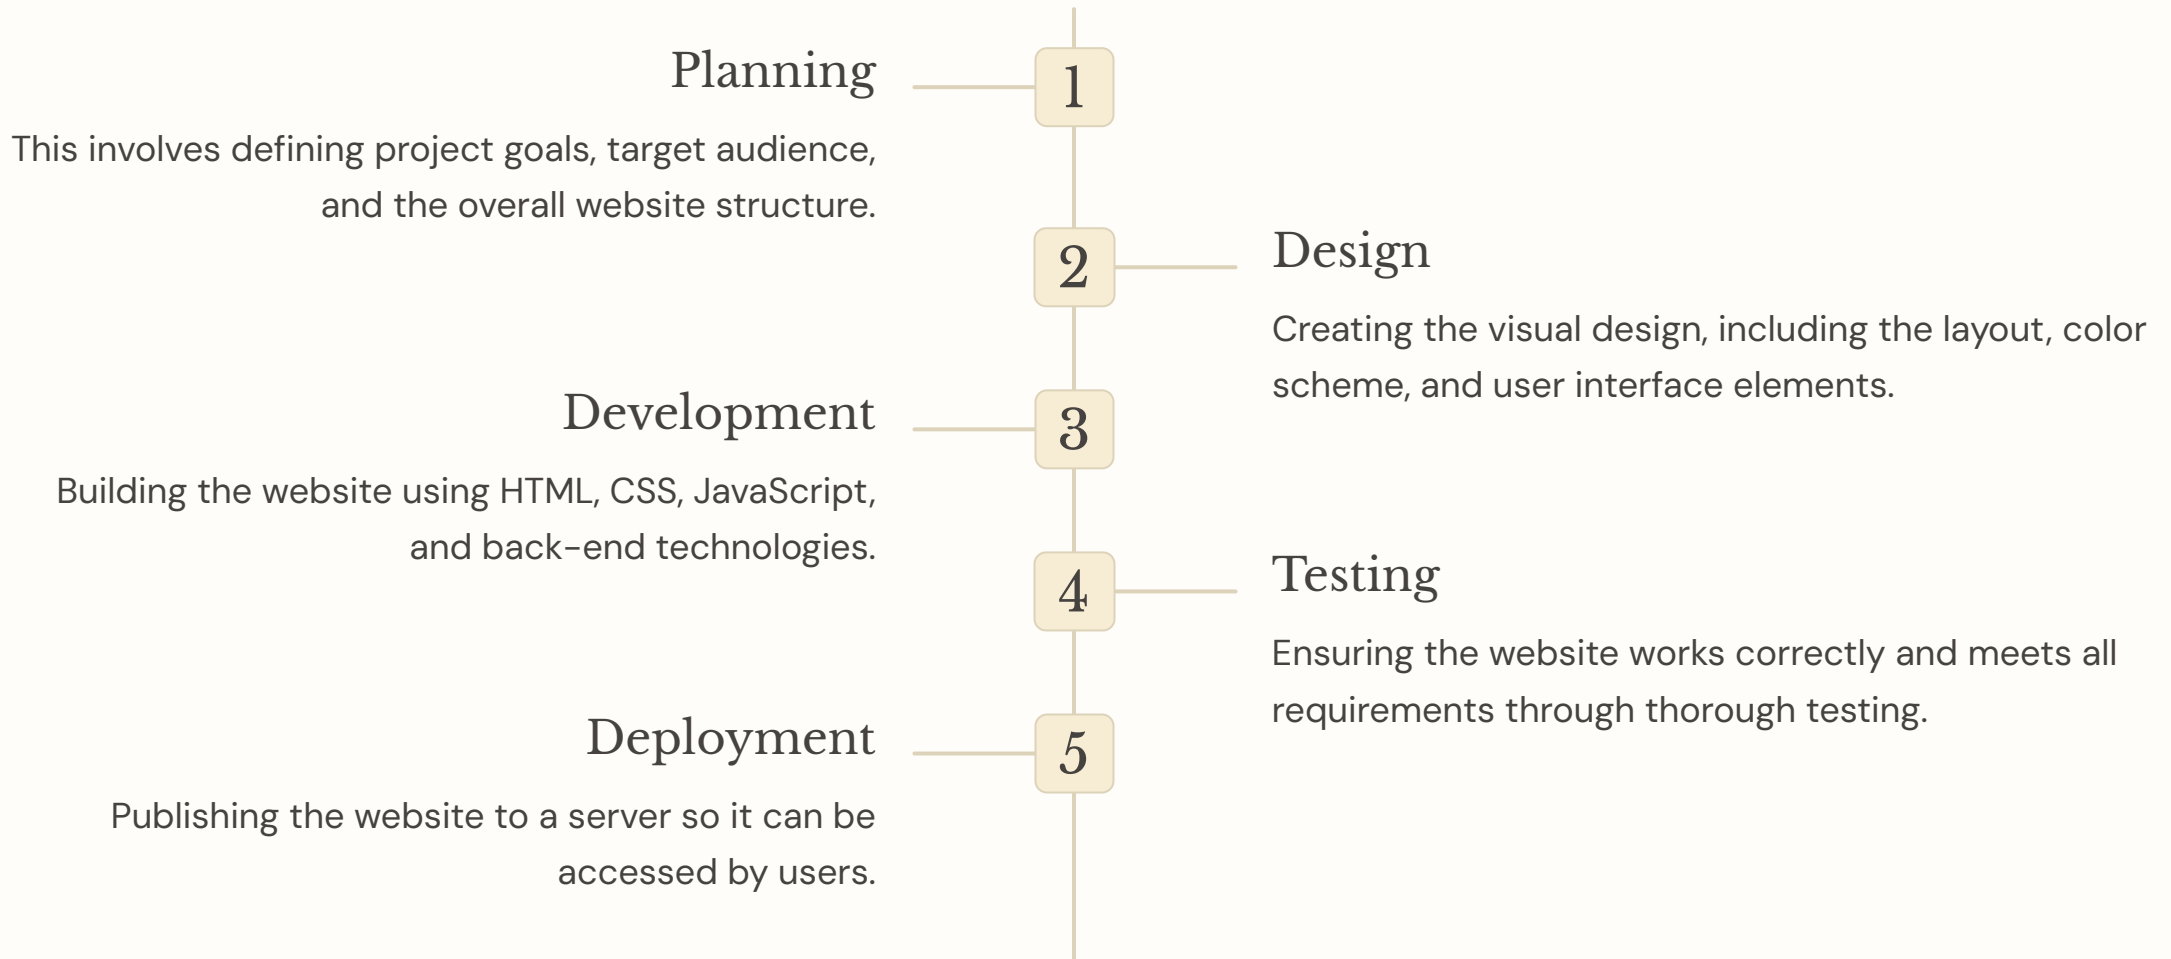 Planning
1
This involves defining project goals, target audience,
and the overall website structure.
2
Design
Creating the visual design, including the layout, color
scheme, and user interface elements.
Development
3
Building the website using HTML, CSS, JavaScript,
and back-end technologies.
4
Testing
Ensuring the website works correctly and meets all
requirements through thorough testing.
Deployment
5
Publishing the website to a server so it can be
accessed by users.